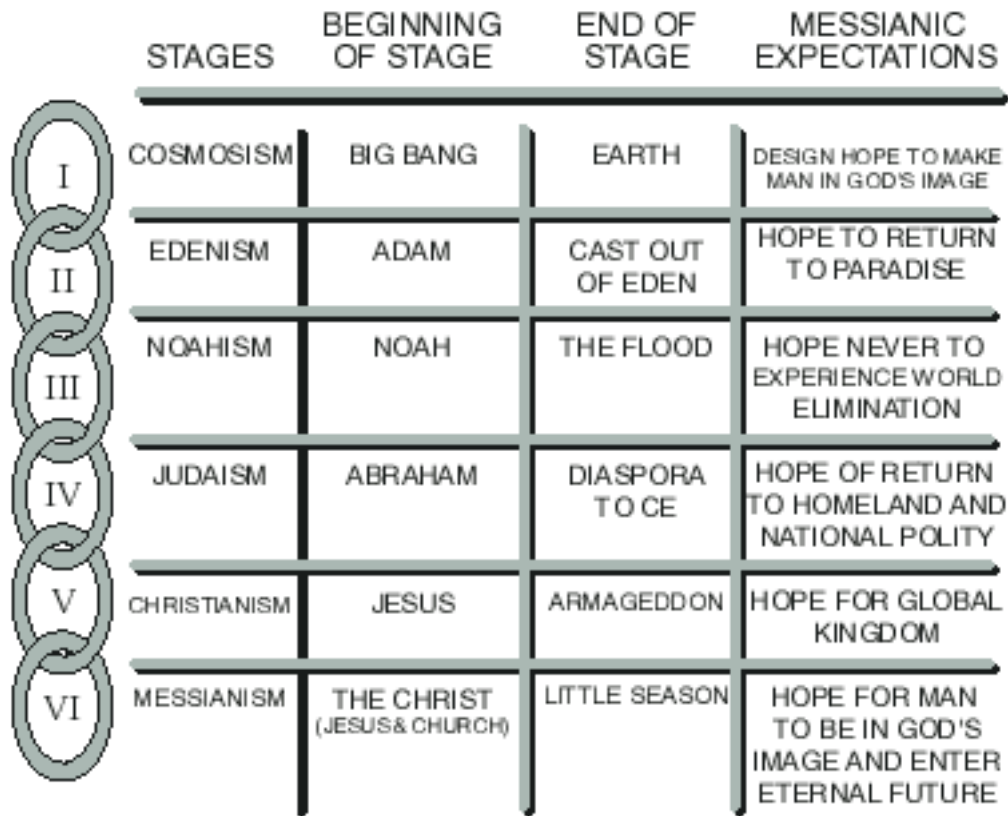 STAGES
BEGINNING
OF STAGE
END OF
STAGE
MESSIANIC
EXPECTATIONS
I
COSMOSISM
BIG BANG
EARTH
DESIGN HOPE TO MAKE
MAN IN GOD'S IMAGE
II
EDENISM
ADAM
CAST OUT
OF EDEN
HOPE TO RETURN
TO PARADISE
III
NOAHISM
NOAH
THE FLOOD
HOPE NEVER TO
EXPERIENCE WORLD
ELIMINATION
IV
JUDAISM
ABRAHAM
DIASPORA
TO CE
HOPE OF RETURN
TO HOMELAND AND
NATIONAL POLITY
V
CHRISTIANISM
JESUS
ARMAGEDDON
HOPE FOR GLOBAL
KINGDOM
VI
MESSIANISM
THE CHRIST
(JESUS & CHURCH)
LITTLE SEASON
HOPE FOR MAN
TO BE IN GOD'S
IMAGE AND ENTER
ETERNAL FUTURE